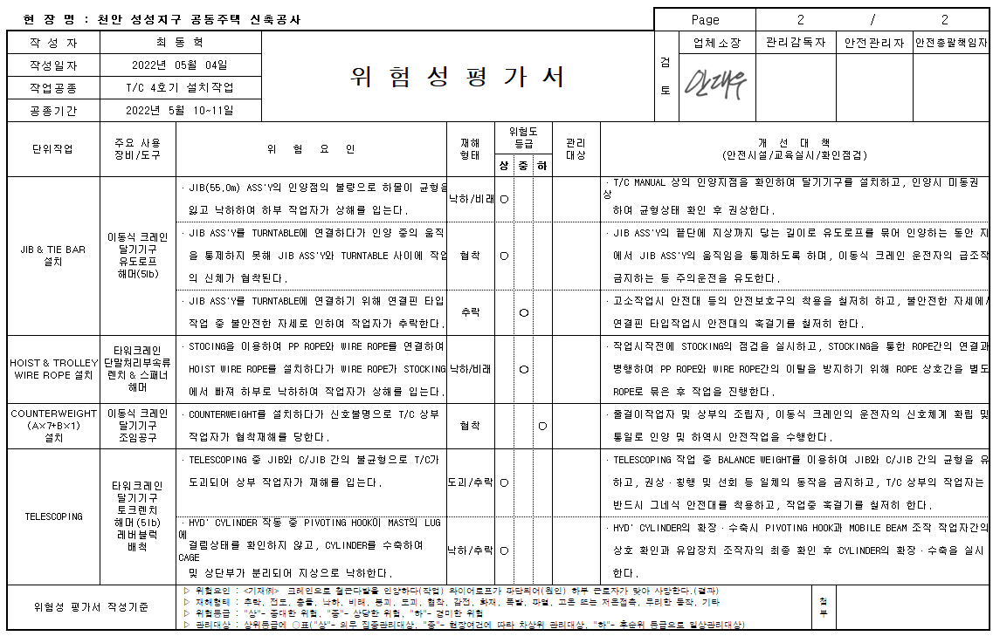 현 장 명 : 천안 성성지구 공동주택 신축공사
Page 2 / 2
작 성 자 최 동 혁
작성일자 2022년 05월 04일
작업공종 T/C 4호기 설치작업
공종기간 2022년 5월 10~11일
위 험 성 평 가 서
검 토
업체소장 관리감독자 안전관리자 안전총괄책임자
안대우
단위작업
주요 사용
장비/도구
위 험 요 인
재해
형태
위험도
등급
상 중 하
관리
대상
개 선 대 책
(안전시설/교육실시/확인점검)
JIB & TIE BAR
설치
이동식 크레인
달기기구
유도로프
해머(5lb)
· JIB(55.0m) ASS'Y의 인양점의 불량으로 하물이 균형을
잃고 낙하하여 하부 작업자가 상해를 입는다.
낙하/비래 ○
· T/C MANUAL 상의 인양지점을 확인하여 달기기구를 설치하고, 인양시 미동권
상
하여 균형상태 확인 후 권상한다.
· JIB ASS'Y를 TURNTABLE에 연결하다가 인양 중의 움직
을 통제하지 못해 JIB ASS'Y와 TURNTABLE 사이에 작업
의 신체가 협착된다.
협착 ○
· JIB ASS'Y의 끝단에 지상까지 닿는 길이로 유도로프를 묶어 인양하는 동안 지
에서 JIB ASS'Y의 움직임을 통제하도록 하며, 이동식 크레인 운전자의 급조작
금지하는 등 주의운전을 유도한다.
· JIB ASS'Y를 TURNTABLE에 연결하기 위해 연결핀 타입
작업 중 불안전한 자세로 인하여 작업자가 추락한다.
추락 ○
· 고소작업시 안전대 등의 안전보호구의 착용을 철저히 하고, 불안전한 자세에서
연결핀 타입작업시 안전대의 훅걸기를 철저히 한다.
HOIST & TROLLEY
WIRE ROPE 설치
타워크레인
단말처리부속류
렌치 & 스패너
해머
· STOCING을 이용하여 PP ROPE와 WIRE ROPE를 연결하여
HOIST WIRE ROPE를 설치하다가 WIRE ROPE가 STOCKING
에서 빠져 하부로 낙하하여 작업자가 상해를 입는다.
낙하/비래 ○
· 작업시작전에 STOCKING의 점검을 실시하고, STOCKING을 통한 ROPE간의 연결과
병행하여 PP ROPE와 WIRE ROPE간의 이탈을 방지하기 위해 ROPE 상호간을 별도
ROPE로 묶은 후 작업을 진행한다.
COUNTERWEIGHT
(A×7+B×1)
설치
이동식 크레인
달기기구
조임공구
· COUNTERWEIGHT를 설치하다가 신호불명으로 T/C 상부
작업자가 협착재해를 당한다.
협착 ○
· 줄걸이작업자 및 상부의 조립자, 이동식 크레인의 운전자의 신호체계 확립 및
통일로 인양 및 하역시 안전작업을 수행한다.
TELESCOPING
타워크레인
달기기구
토크렌치
해머(5lb)
레버블럭
배척
· TELESCOPING 중 JIB와 C/JIB 간의 불균형으로 T/C가
도괴되어 상부 작업자가 재해를 입는다.
도괴/추락 ○
· TELESCOPING 작업 중 BALANCE WEIGHT를 이용하여 JIB와 C/JIB 간의 균형을 유
하고, 권상·횡행 및 선회 등 일체의 동작을 금지하고, T/C 상부의 작업자는
반드시 그네식 안전대를 착용하고, 작업중 훅걸기를 철저히 한다.
· HYD' CYLINDER 작동 중 PIVOTING HOOK이 MAST의 LUG
에
걸림상태를 확인하지 않고, CYLINDER를 수축하여
CAGE
및 상단부가 분리되어 지상으로 낙하한다.
낙하/추락 ○
· HYD' CYLINDER의 확장·수축시 PIVOTING HOOK과 MOBILE BEAM 조작 작업자간의
상호 확인과 유압장치 조작자의 최종 확인 후 CYLINDER의 확장·수축을 실시
한다.
위험성 평가서 작성기준
▷ 위험요인 : <기재例> 크레인으로 철근다발을 인양하다(작업) 와이어로프가 파단되어(원인) 하부 근로자가 맞아 사망한다.(결과)
▷ 재해형태 : 추락, 전도, 충돌, 낙하, 비래, 붕괴, 도괴, 협착, 감전, 화재, 폭발, 파열, 고온 또는 저온접촉, 무리한 동작, 기타
▷ 위험등급 : "상"- 중대한 위험, "중"- 상당한 위험, "하"- 경미한 위험
▷ 관리대상 : 상위등급에 ○표("상"- 의무 집중관리대상, "중"- 현장여건에 따라 차상위 관리대상, "하"- 후순위 등급으로 일상관리대상)
첨
부